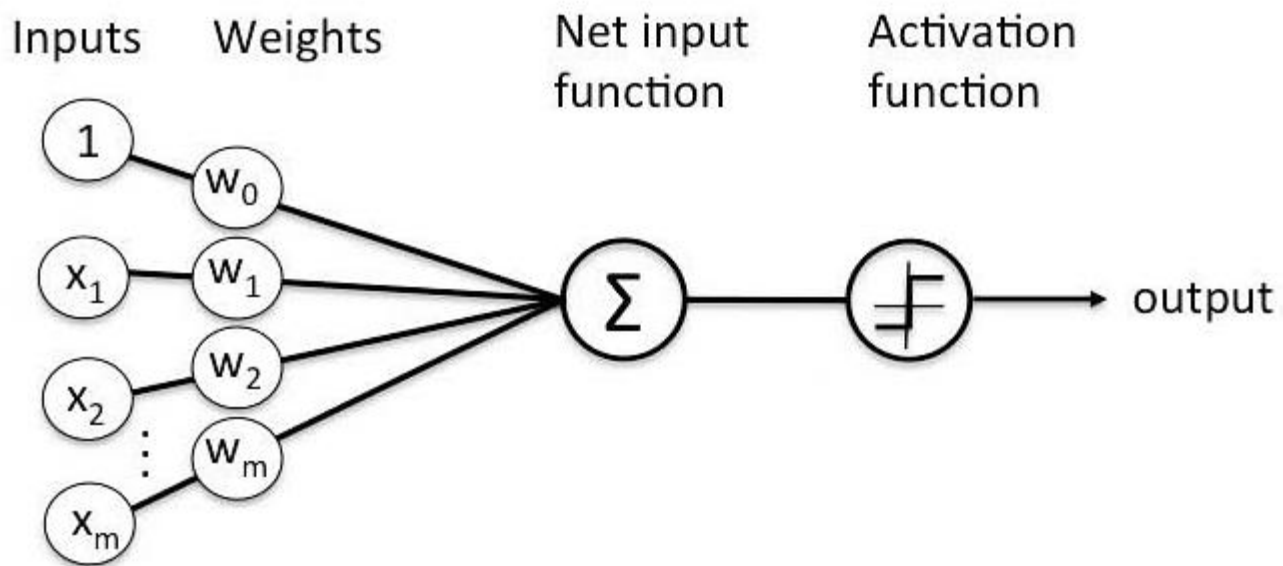 Inputs
Weights
Net input
function
Activation
function
1
w₀
x₁
w₁
Σ
output
x₂
w₂
⋮
xₘ
wₘ